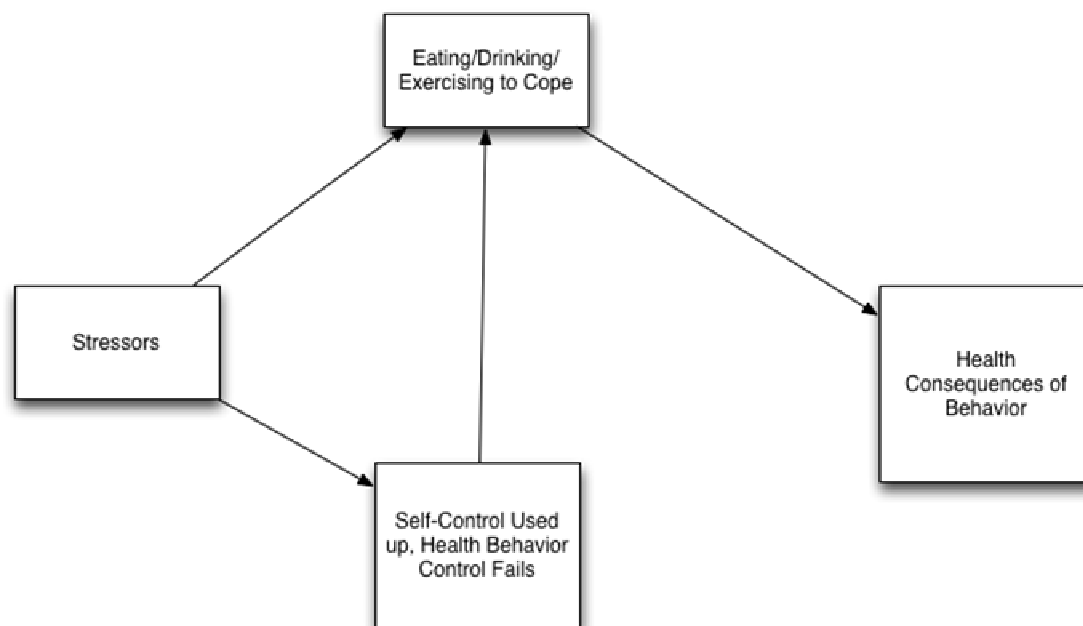 Eating/Drinking/
Exercising to Cope
Stressors
Health
Consequences of
Behavior
Self-Control Used
up, Health Behavior
Control Fails